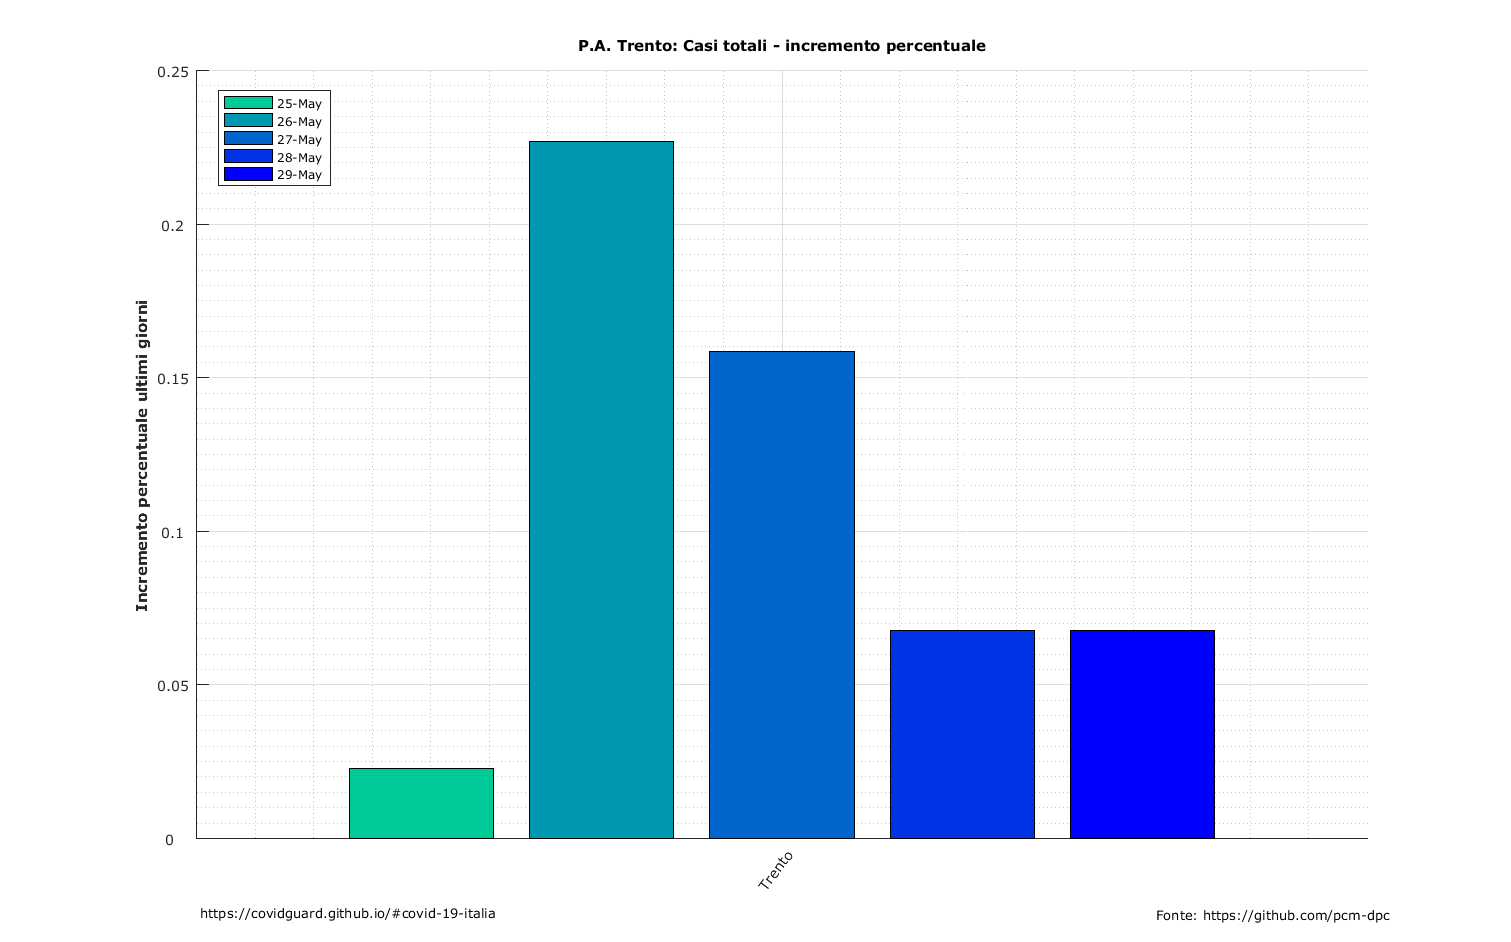 P.A. Trento: Casi totali - incremento percentuale
0.25
0.2
0.15
0.1
0.05
0
Incremento percentuale ultimi giorni
25-May
26-May
27-May
28-May
29-May
Trento
https://covidguard.github.io/#covid-19-italia
Fonte: https://github.com/pcm-dpc